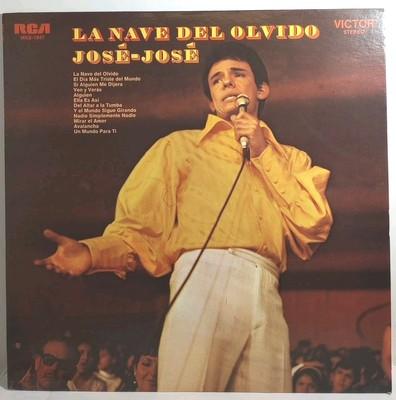 RCA
VICTOR
STEREO
LA NAVE DEL OLVIDO
JOSÉ-JOSÉ
La Nave del Olvido
El Día Más Triste del Mundo
Si Alguien Me Dijera
Ven y Verás
Alguien
Ella Es Así
Del Altar a la Tumba
Y el Mundo Sigue Girando
Nadie Simplemente Nadie
Mirar el Amor
Avalancha
Un Mundo Para Ti